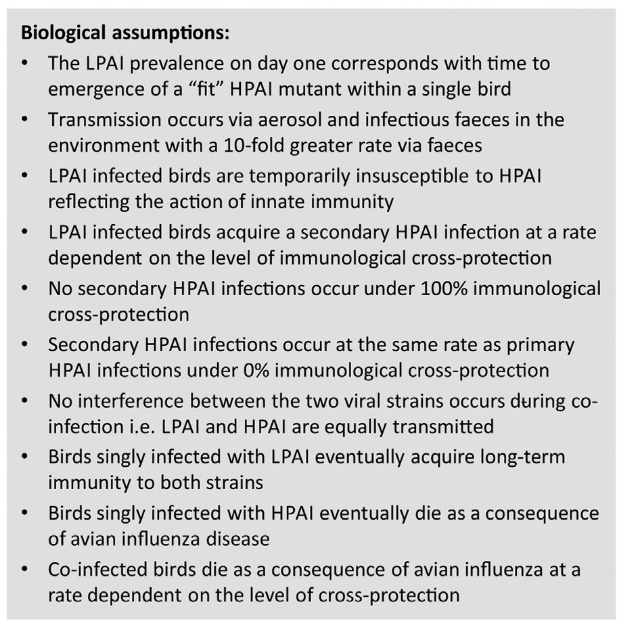 Biological assumptions:
• The LPAI prevalence on day one corresponds with time to
emergence of a “fit” HPAI mutant within a single bird
• Transmission occurs via aerosol and infectious faeces in the
environment with a 10-fold greater rate via faeces
• LPAI infected birds are temporarily insusceptible to HPAI
reflecting the action of innate immunity
• LPAI infected birds acquire a secondary HPAI infection at a rate
dependent on the level of immunological cross-protection
• No secondary HPAI infections occur under 100% immunological
cross-protection
• Secondary HPAI infections occur at the same rate as primary
HPAI infections under 0% immunological cross-protection
• No interference between the two viral strains occurs during co-
infection i.e. LPAI and HPAI are equally transmitted
• Birds singly infected with LPAI eventually acquire long-term
immunity to both strains
• Birds singly infected with HPAI eventually die as a consequence
of avian influenza disease
• Co-infected birds die as a consequence of avian influenza at a
rate dependent on the level of cross-protection